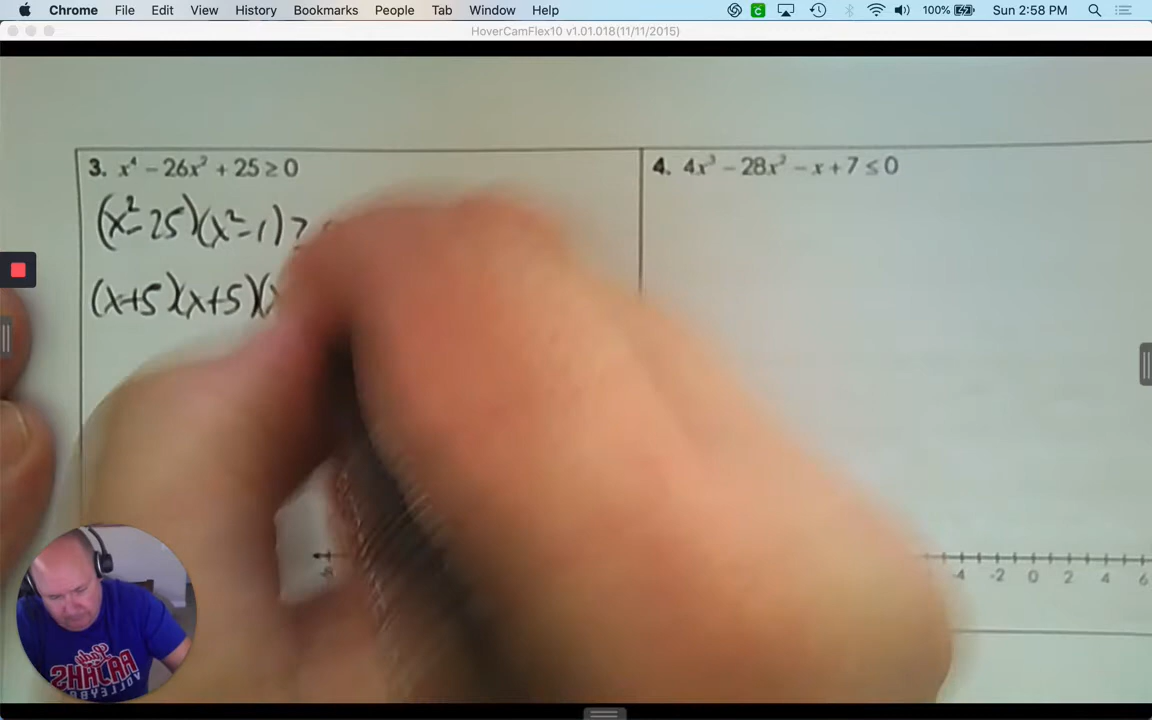 Chrome File Edit View History Bookmarks People Tab Window Help 100% Sun 2:58 PM
HoverCamFlex10 v1.01.018(11/11/2015)
3. x⁴ − 26x² + 25 ≥ 0
(x²-25)(x²-1)≥
(x+5)(x+5)(x
4. 4x³ − 28x² − x + 7 ≤ 0
-4 -2 0 2 4 6
AAJHHS
VOLLEYB